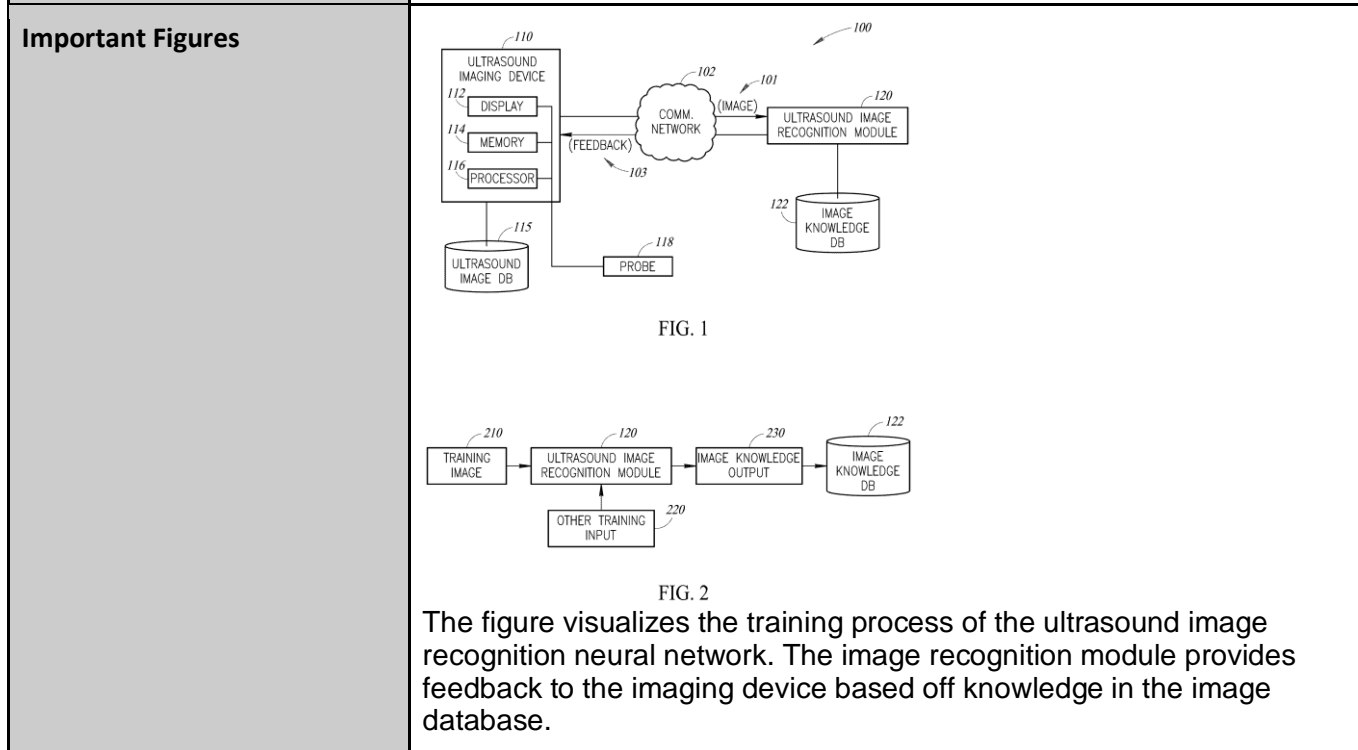 Important Figures
100
110
ULTRASOUND
IMAGING DEVICE
112
DISPLAY
114
MEMORY
116
PROCESSOR
102
COMM.
NETWORK
101
(IMAGE)
(FEEDBACK)
103
120
ULTRASOUND IMAGE
RECOGNITION MODULE
122
IMAGE
KNOWLEDGE
DB
115
ULTRASOUND
IMAGE DB
118
PROBE
FIG. 1
210
TRAINING
IMAGE
120
ULTRASOUND IMAGE
RECOGNITION MODULE
230
IMAGE KNOWLEDGE
OUTPUT
122
IMAGE
KNOWLEDGE
DB
220
OTHER TRAINING
INPUT
FIG. 2
The figure visualizes the training process of the ultrasound image
recognition neural network. The image recognition module provides
feedback to the imaging device based off knowledge in the image
database.